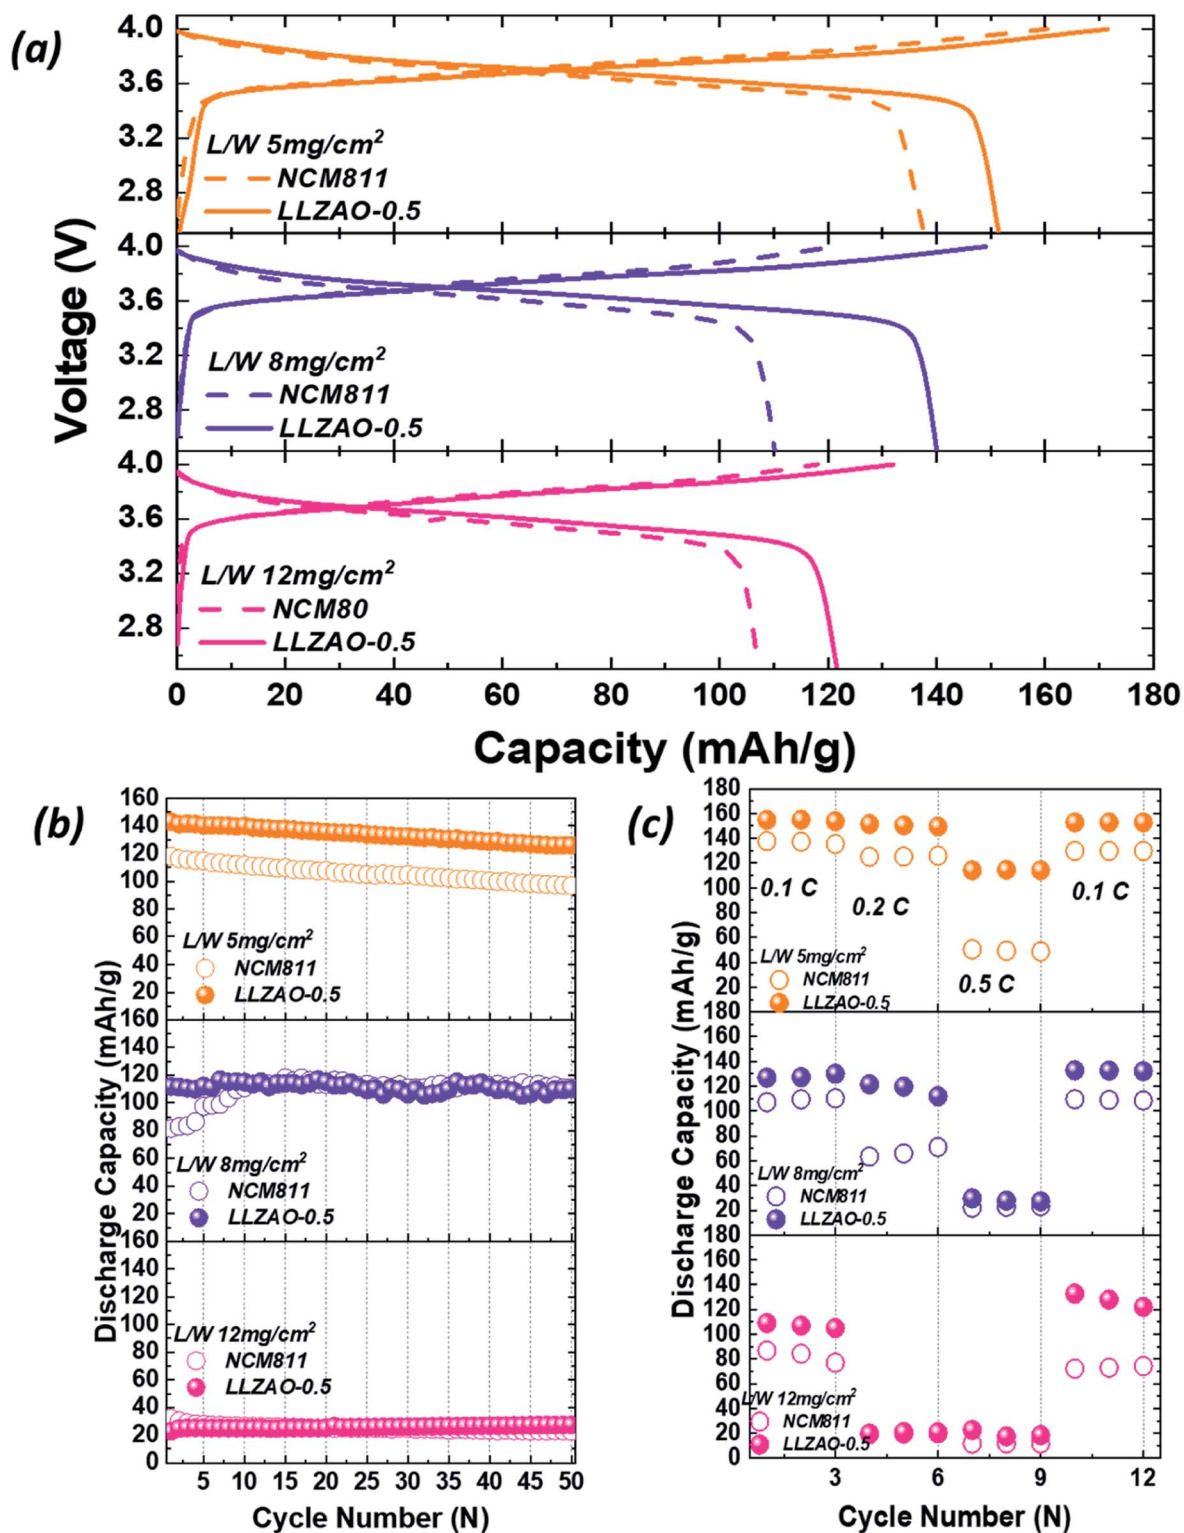 (a)
Voltage (V)
4.0
3.6
3.2
2.8
L/W 5mg/cm²
NCM811
LLZAO-0.5
4.0
3.6
3.2
2.8
L/W 8mg/cm²
NCM811
LLZAO-0.5
4.0
3.6
3.2
2.8
L/W 12mg/cm²
NCM80
LLZAO-0.5
0 20 40 60 80 100 120 140 160 180
Capacity (mAh/g)
(b)
Discharge Capacity (mAh/g)
160
140
120
100
80
60
40
20
L/W 5mg/cm²
NCM811
LLZAO-0.5
160
140
120
100
80
60
40
20
L/W 8mg/cm²
NCM811
LLZAO-0.5
160
140
120
100
80
60
40
20
0
L/W 12mg/cm²
NCM811
LLZAO-0.5
5 10 15 20 25 30 35 40 45 50
Cycle Number (N)
(c)
Discharge Capacity (mAh/g)
180
160
140
120
100
80
60
40
20
0.1 C
0.2 C
0.5 C
0.1 C
L/W 5mg/cm²
NCM811
LLZAO-0.5
180
160
140
120
100
80
60
40
20
L/W 8mg/cm²
NCM811
LLZAO-0.5
180
160
140
120
100
80
60
40
20
0
L/W 12mg/cm²
NCM811
LLZAO-0.5
3 6 9 12
Cycle Number (N)